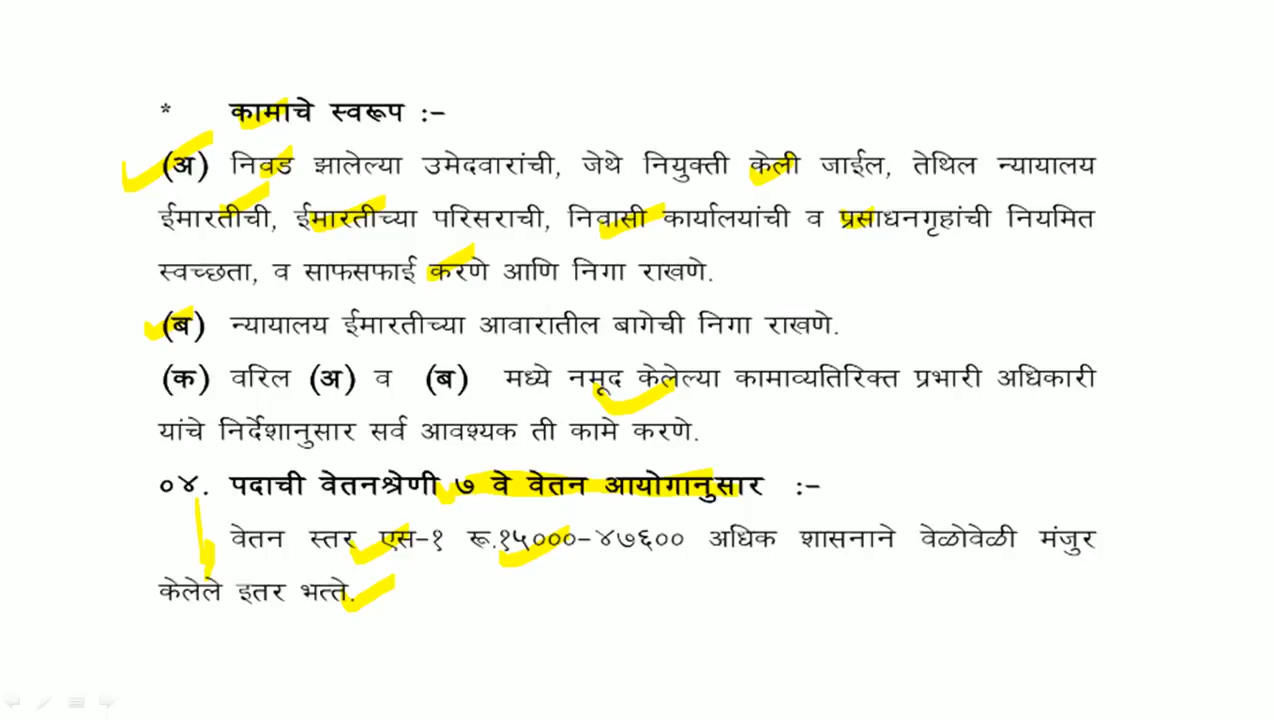 * कामाचे स्वरूप :-
(अ) निवड झालेल्या उमेदवारांची, जेथे नियुक्ती केली जाईल, तेथिल न्यायालय
ईमारतीची, ईमारतीच्या परिसराची, निवासी कार्यालयांची व प्रसाधनगृहांची नियमित
स्वच्छता, व साफसफाई करणे आणि निगा राखणे.
(ब) न्यायालय ईमारतीच्या आवारातील बागेची निगा राखणे.
(क) वरिल (अ) व (ब) मध्ये नमूद केलेल्या कामाव्यतिरिक्त प्रभारी अधिकारी
यांचे निर्देशानुसार सर्व आवश्यक ती कामे करणे.
०४. पदाची वेतनश्रेणी ७ वे वेतन आयोगानुसार :-
वेतन स्तर एस-१ रू.१५०००-४७६०० अधिक शासनाने वेळोवेळी मंजुर
केलेले इतर भत्ते.